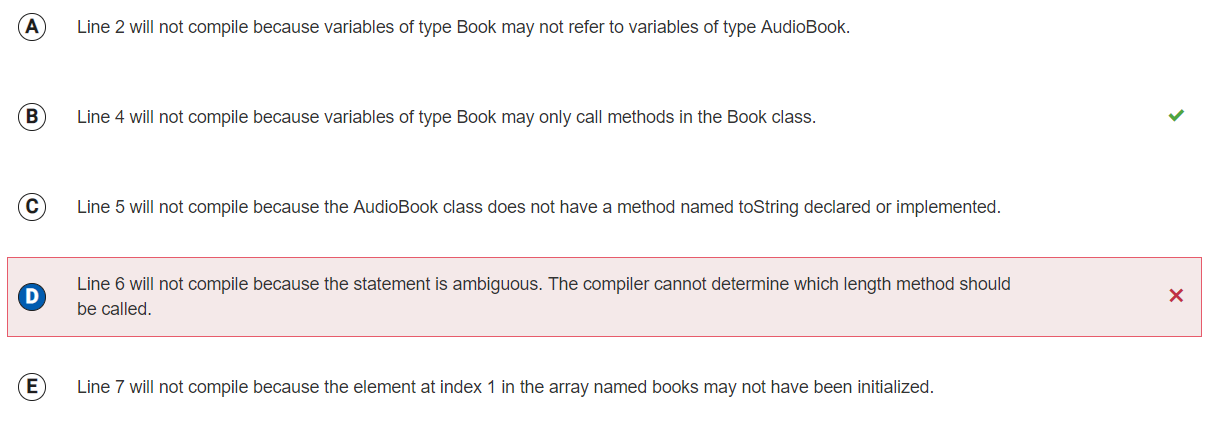 A Line 2 will not compile because variables of type Book may not refer to variables of type AudioBook.
B Line 4 will not compile because variables of type Book may only call methods in the Book class.
C Line 5 will not compile because the AudioBook class does not have a method named toString declared or implemented.
D Line 6 will not compile because the statement is ambiguous. The compiler cannot determine which length method should
be called.
E Line 7 will not compile because the element at index 1 in the array named books may not have been initialized.